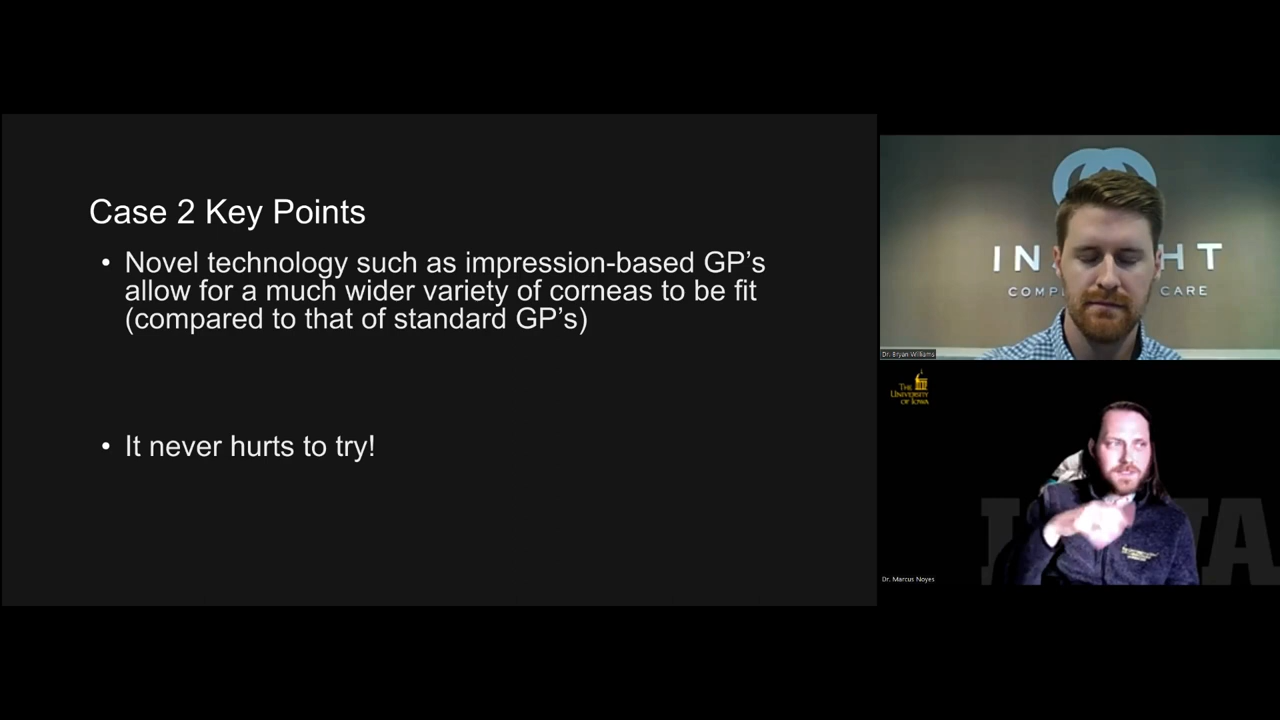 Case 2 Key Points
• Novel technology such as impression-based GP’s
allow for a much wider variety of corneas to be fit
(compared to that of standard GP’s)
• It never hurts to try!
IN HT
COMP CARE
Dr. Bryan Williams
THE
UNIVERSITY
OF IOWA
Dr. Marcus Noyes